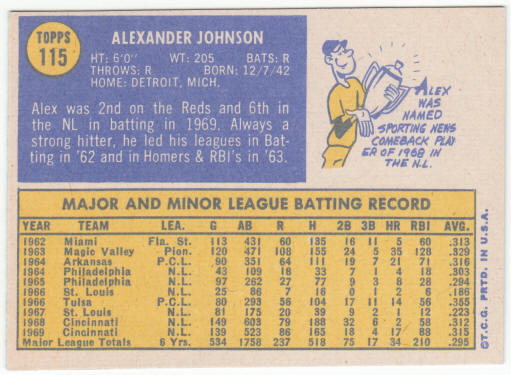 TOPPS
115
ALEXANDER JOHNSON
HT: 6'0" WT: 205 BATS: R
THROWS: R BORN: 12/7/42
HOME: DETROIT, MICH.
Alex was 2nd on the Reds and 6th in
the NL in batting in 1969. Always a
strong hitter, he led his leagues in Bat-
ting in '62 and in Homers & RBI's in '63.
ALEX
WAS
NAMED
SPORTING NEWS
COMEBACK PLAY
ER OF 1968 IN
THE N.L.
MAJOR AND MINOR LEAGUE BATTING RECORD
YEAR TEAM LEA. G AB R H 2B 3B HR RBI AVG.
1962 Miami Fla. St. 113 431 60 135 16 11 5 60 .313
1963 Magic Valley Pion. 120 471 108 155 24 5 35 128 .329
1964 Arkansas P.C.L. 90 351 64 111 19 7 21 71 .316
1964 Philadelphia N.L. 43 109 18 33 7 1 4 18 .303
1965 Philadelphia N.L. 97 262 27 77 9 3 8 28 .294
1966 St. Louis N.L. 25 86 7 16 0 1 2 6 .186
1966 Tulsa P.C.L. 80 293 56 104 17 11 14 56 .355
1967 St. Louis N.L. 81 175 20 39 9 2 1 12 .223
1968 Cincinnati N.L. 149 603 79 188 32 6 2 58 .312
1969 Cincinnati N.L. 139 523 86 165 18 4 17 88 .315
Major League Totals 6 Yrs. 534 1758 237 518 75 17 34 210 .295
©T.C.G. PRTD. IN U.S.A.